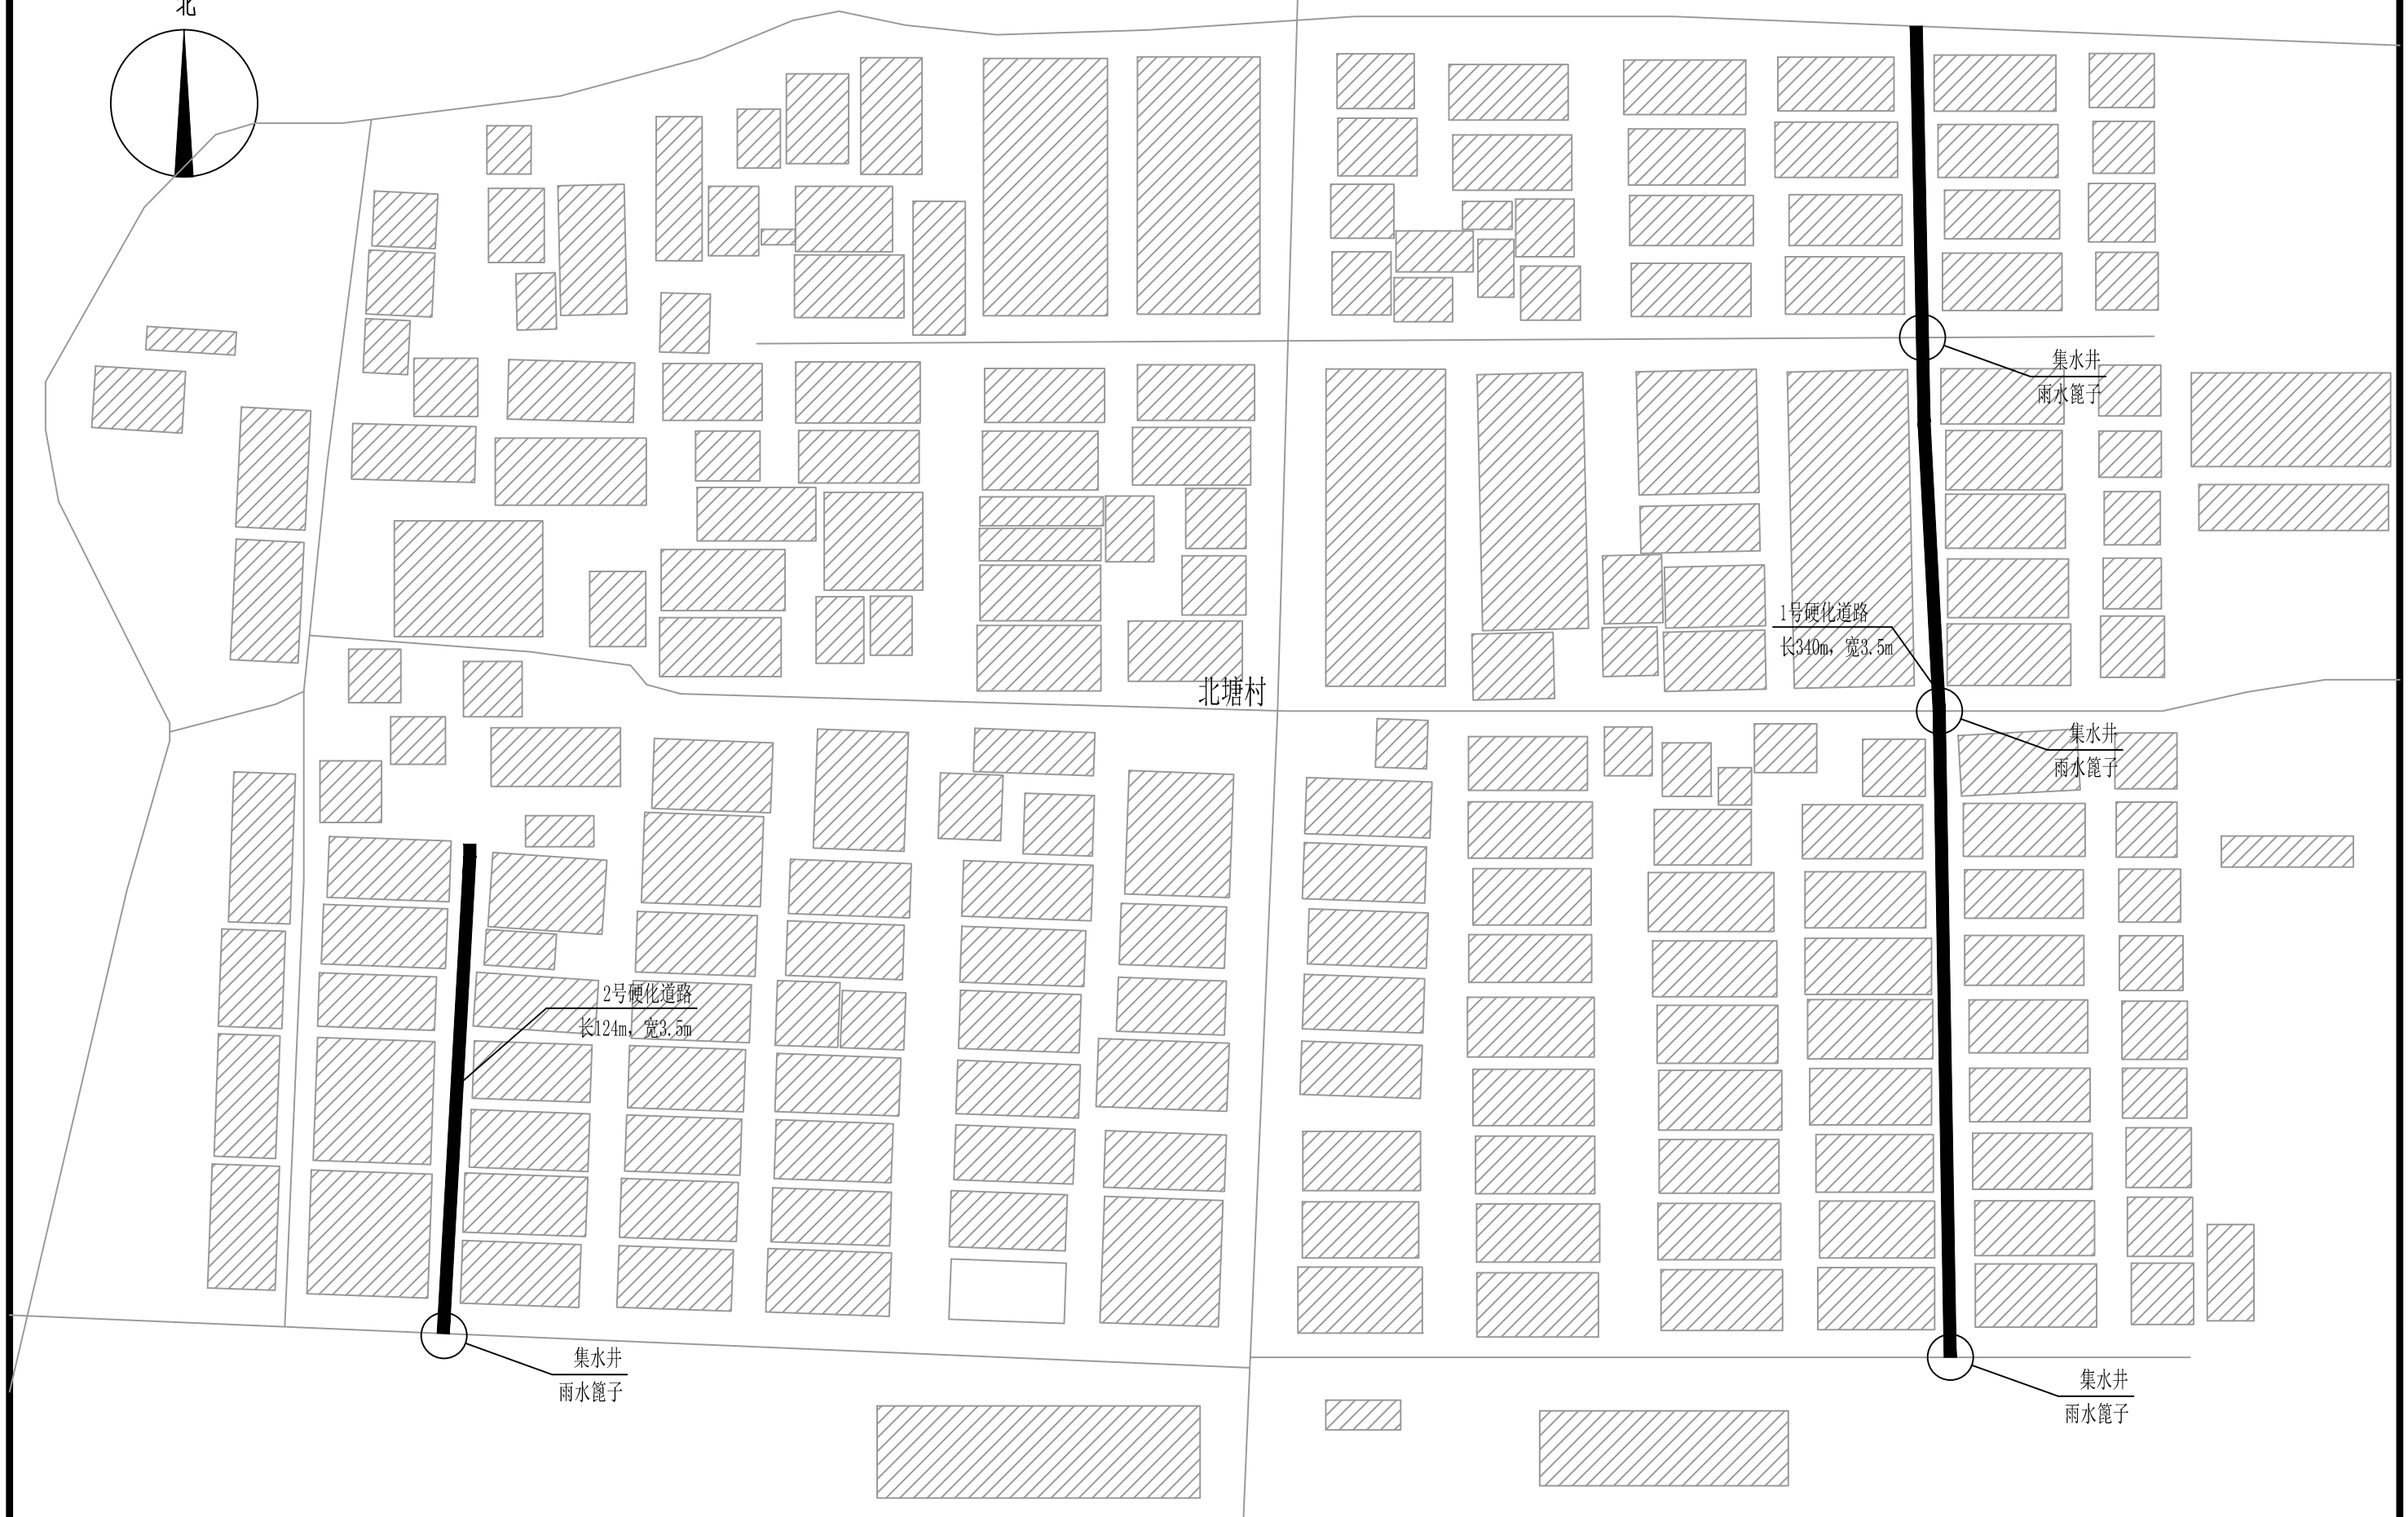 北
集水井
雨水篦子
1号硬化道路
长340m，宽3.5m
北塘村
集水井
雨水篦子
2号硬化道路
长124m，宽3.5m
集水井
雨水篦子
集水井
雨水篦子